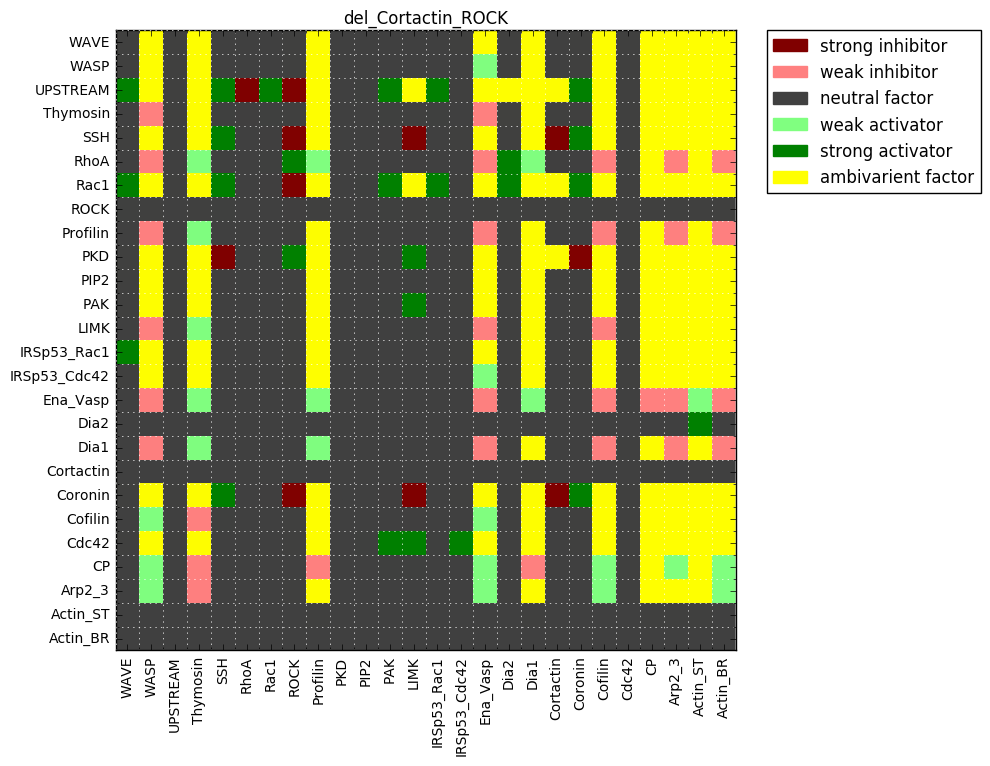 del_Cortactin_ROCK
strong inhibitor
weak inhibitor
neutral factor
weak activator
strong activator
ambivarient factor
WAVE
WASP
UPSTREAM
Thymosin
SSH
RhoA
Rac1
ROCK
Profilin
PKD
PIP2
PAK
LIMK
IRSp53_Rac1
IRSp53_Cdc42
Ena_Vasp
Dia2
Dia1
Cortactin
Coronin
Cofilin
Cdc42
CP
Arp2_3
Actin_ST
Actin_BR
WAVE
WASP
UPSTREAM
Thymosin
SSH
RhoA
Rac1
ROCK
Profilin
PKD
PIP2
PAK
LIMK
IRSp53_Rac1
IRSp53_Cdc42
Ena_Vasp
Dia2
Dia1
Cortactin
Coronin
Cofilin
Cdc42
CP
Arp2_3
Actin_ST
Actin_BR